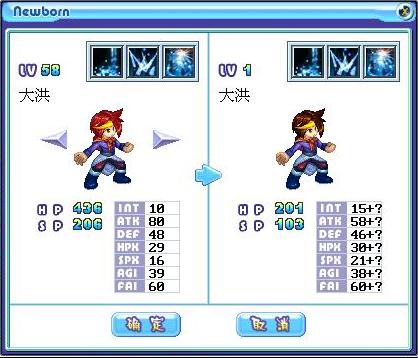 Newborn
LV 58
大洪
HP 436
SP 206
INT 10
ATK 80
DEF 48
HPX 29
SPX 16
AGI 39
FAI 60
LV 1
大洪
HP 201
SP 103
INT 15+?
ATK 58+?
DEF 46+?
HPX 30+?
SPX 21+?
AGI 38+?
FAI 60+?
确定
取消